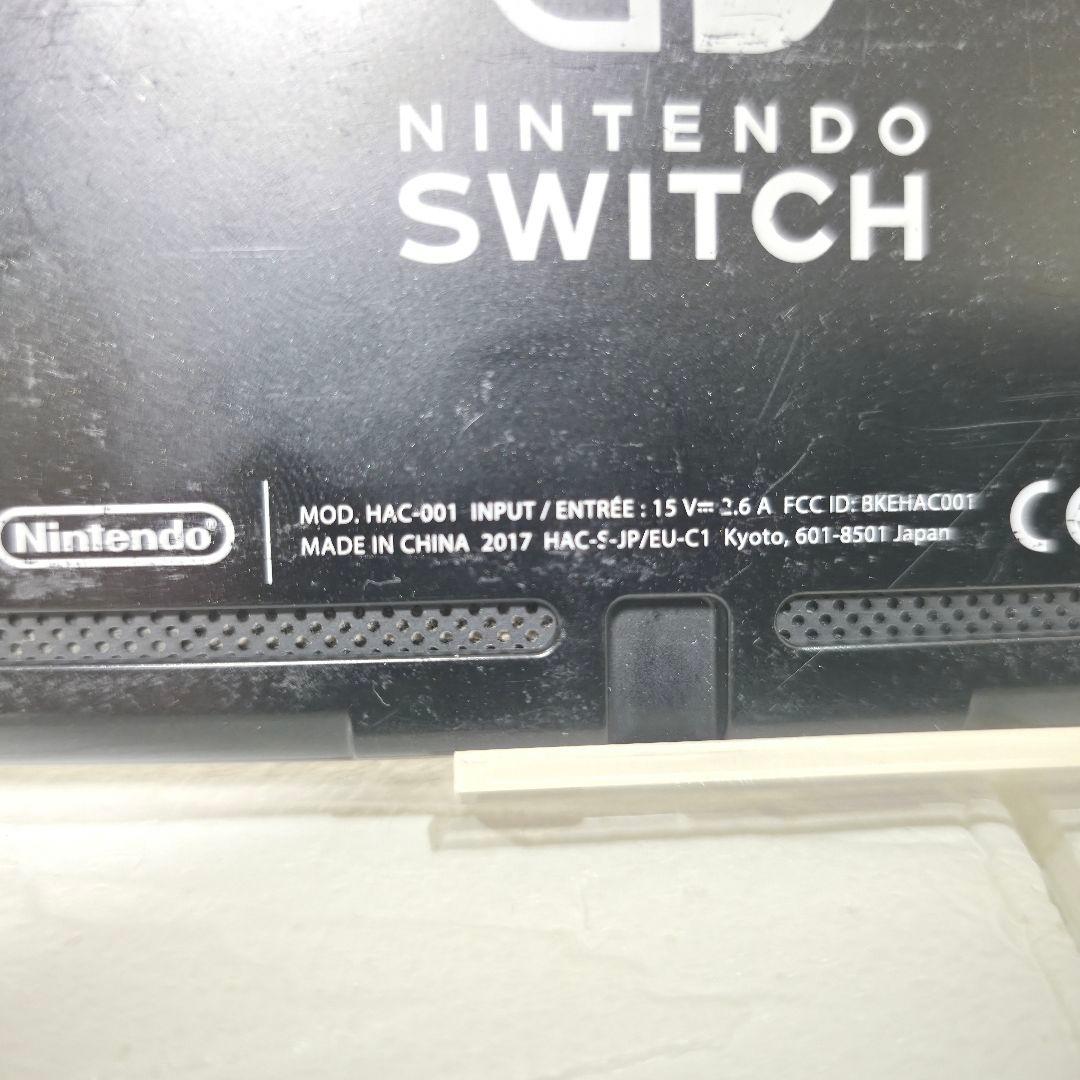 NINTENDO
SWITCH
Nintendo®
MOD. HAC-001 INPUT / ENTRÉE : 15 V⎓ 2.6 A FCC ID: BKEHAC001
MADE IN CHINA 2017 HAC-S-JP/EU-C1 Kyoto, 601-8501 Japan
CE